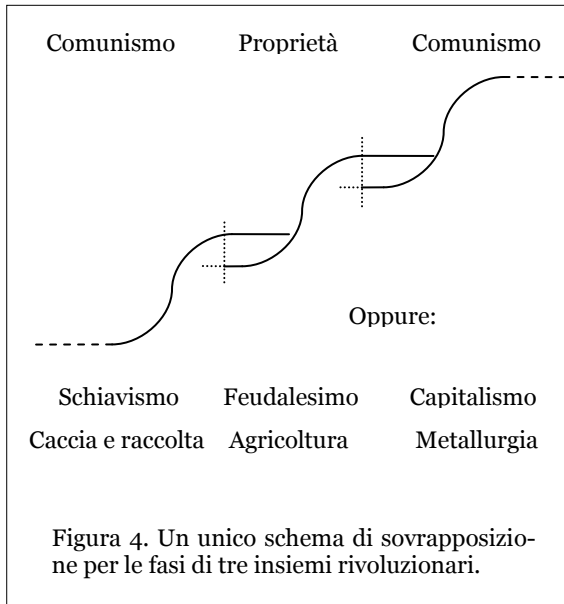 Comunismo Proprietà Comunismo
Oppure:
Schiavismo Feudalesimo Capitalismo
Caccia e raccolta Agricoltura Metallurgia
Figura 4. Un unico schema di sovrapposizio-
ne per le fasi di tre insiemi rivoluzionari.